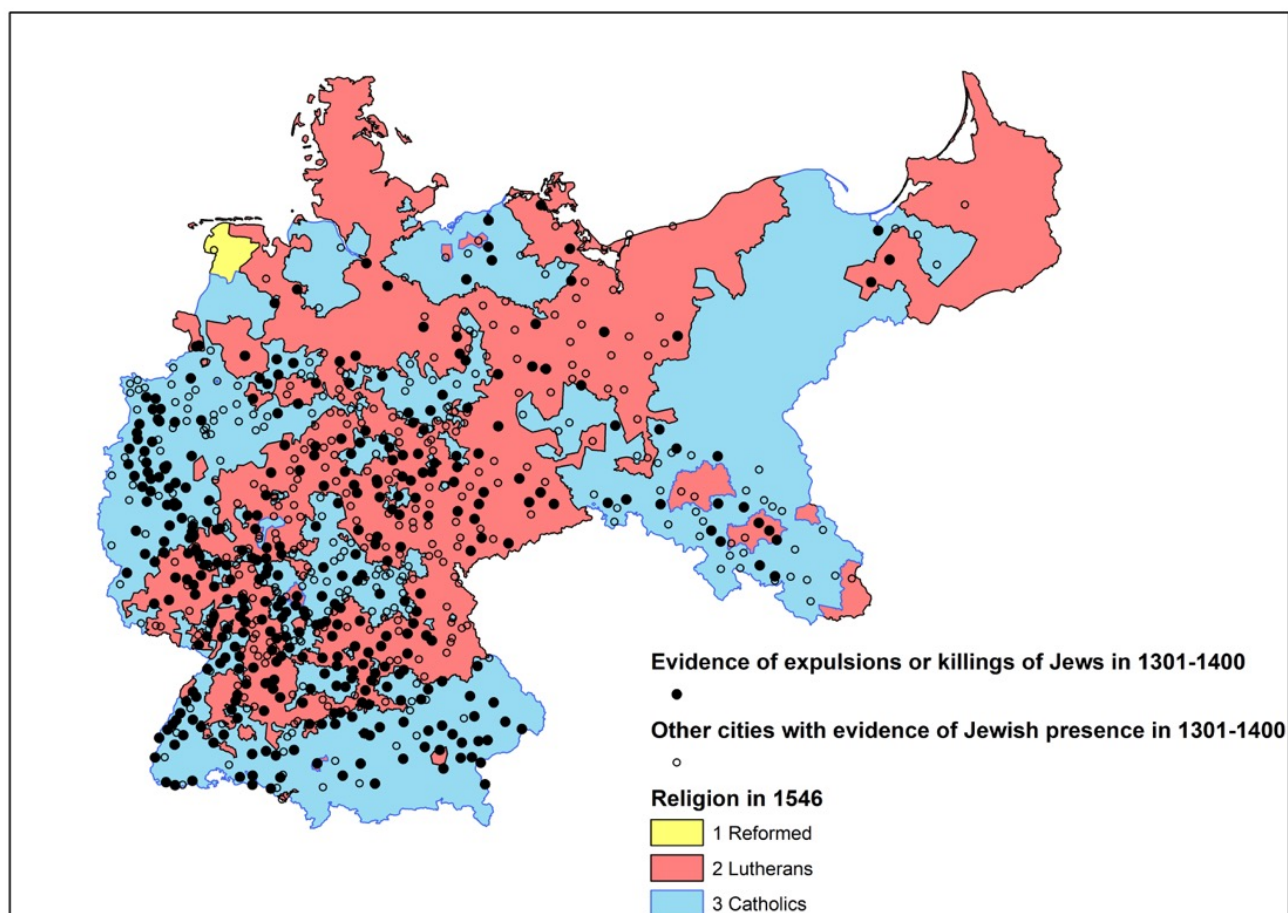 Evidence of expulsions or killings of Jews in 1301-1400
Other cities with evidence of Jewish presence in 1301-1400
Religion in 1546
1 Reformed
2 Lutherans
3 Catholics